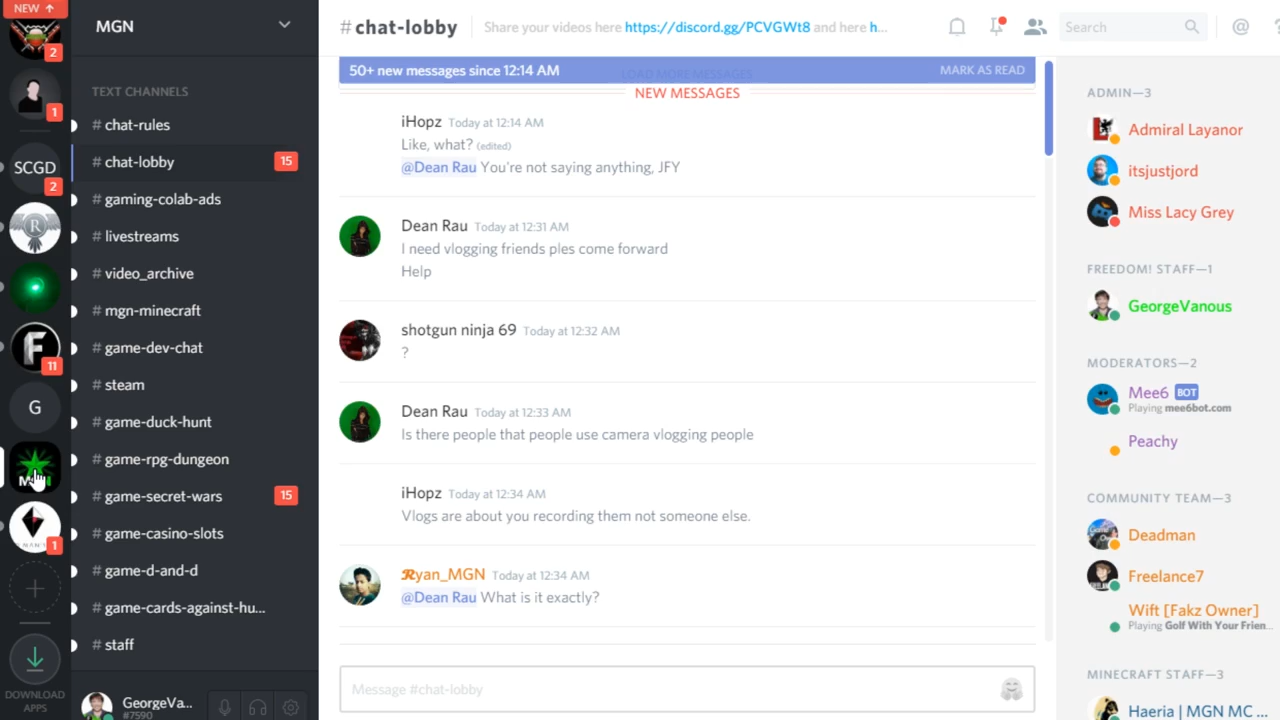 NEW
2
1
SCGD
2
R
F
11
G
MGN
1
DOWNLOAD
APPS
MGN
TEXT CHANNELS
# chat-rules
# chat-lobby 15
# gaming-colab-ads
# livestreams
# video_archive
# mgn-minecraft
# game-dev-chat
# steam
# game-duck-hunt
# game-rpg-dungeon
# game-secret-wars 15
# game-casino-slots
# game-d-and-d
# game-cards-against-hu...
# staff
GeorgeVa...
#7590
# chat-lobby Share your videos here https://discord.gg/PCVGWt8 and here h...
Search
@
?
50+ new messages since 12:14 AM LOAD MORE MESSAGES MARK AS READ
NEW MESSAGES
iHopz Today at 12:14 AM
Like, what? (edited)
@Dean Rau You're not saying anything, JFY
Dean Rau Today at 12:31 AM
I need vlogging friends ples come forward
Help
shotgun ninja 69 Today at 12:32 AM
?
Dean Rau Today at 12:33 AM
Is there people that people use camera vlogging people
iHopz Today at 12:34 AM
Vlogs are about you recording them not someone else.
𝓡yan_MGN Today at 12:34 AM
@Dean Rau What is it exactly?
Message #chat-lobby
ADMIN—3
Admiral Layanor
itsjustjord
Miss Lacy Grey
FREEDOM! STAFF—1
GeorgeVanous
MODERATORS—2
Mee6 BOT
Playing mee6bot.com
Peachy
COMMUNITY TEAM—3
Deadman
Freelance7
Wift [Fakz Owner]
Playing Golf With Your Frien...
MINECRAFT STAFF—3
Haeria | MGN MC ...